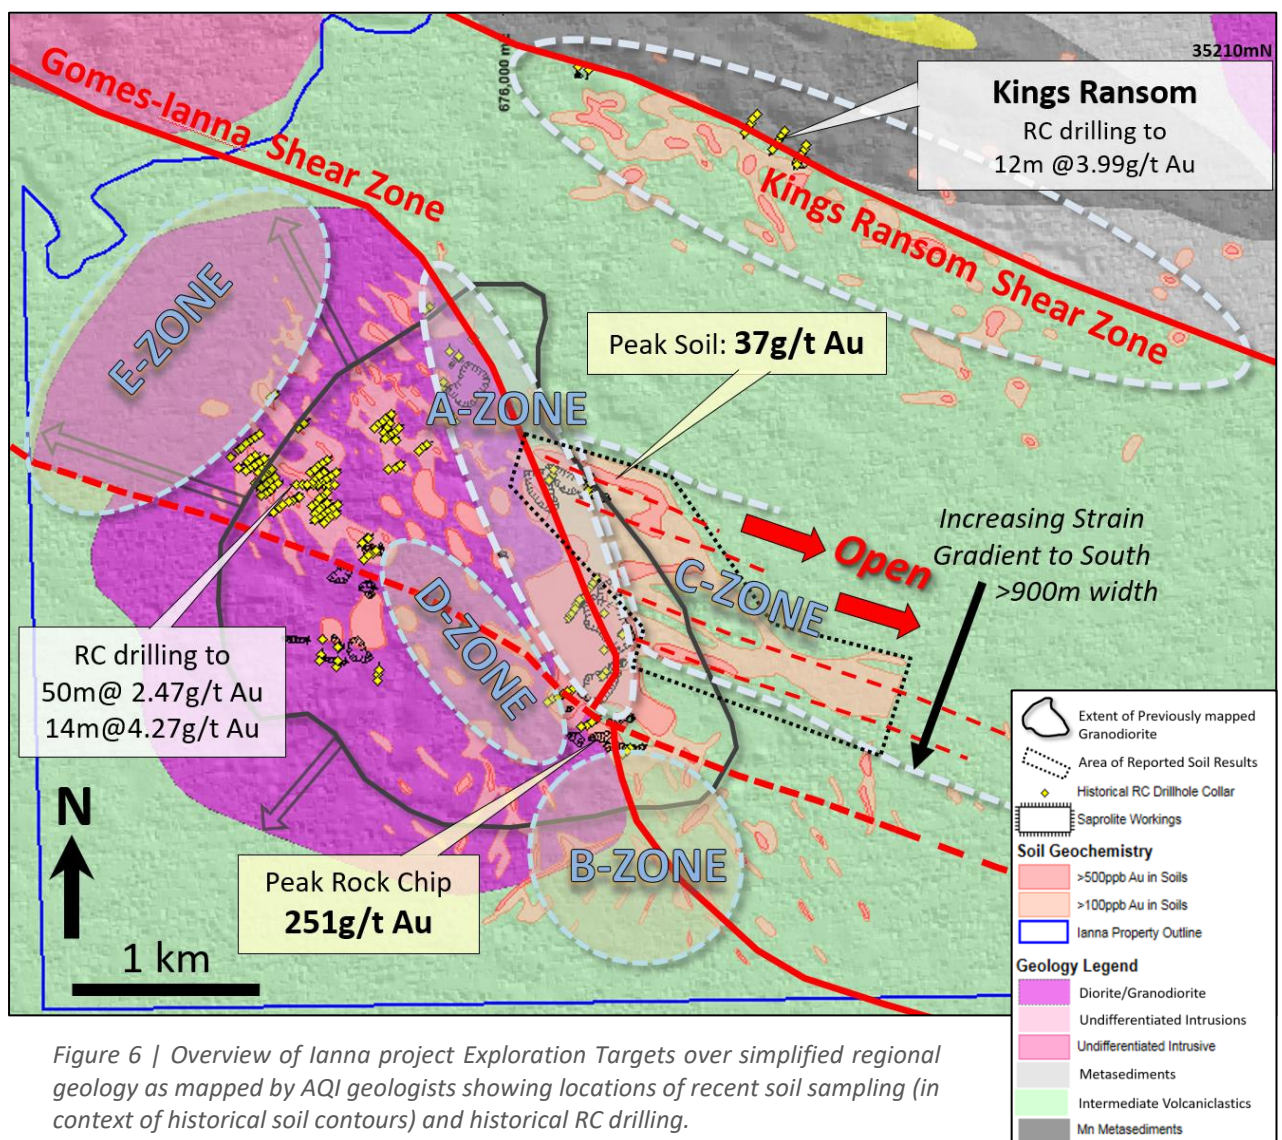 Gomes-Ianna Shear Zone
676,000 m
35210mN
Kings Ransom
RC drilling to
12m @3.99g/t Au
Kings Ransom Shear Zone
E-ZONE
Peak Soil: 37g/t Au
A-ZONE
Increasing Strain
Gradient to South
>900m width
Open
C-ZONE
D-ZONE
RC drilling to
50m@ 2.47g/t Au
14m@4.27g/t Au
N
Peak Rock Chip
251g/t Au
B-ZONE
1 km
Extent of Previously mapped
Granodiorite
Area of Reported Soil Results
Historical RC Drillhole Collar
Saprolite Workings
Soil Geochemistry
>500ppb Au in Soils
>100ppb Au in Soils
Ianna Property Outline
Geology Legend
Diorite/Granodiorite
Undifferentiated Intrusions
Undifferentiated Intrusive
Metasediments
Intermediate Volcaniclastics
Mn Metasediments
Figure 6 | Overview of Ianna project Exploration Targets over simplified regional
geology as mapped by AQI geologists showing locations of recent soil sampling (in
context of historical soil contours) and historical RC drilling.